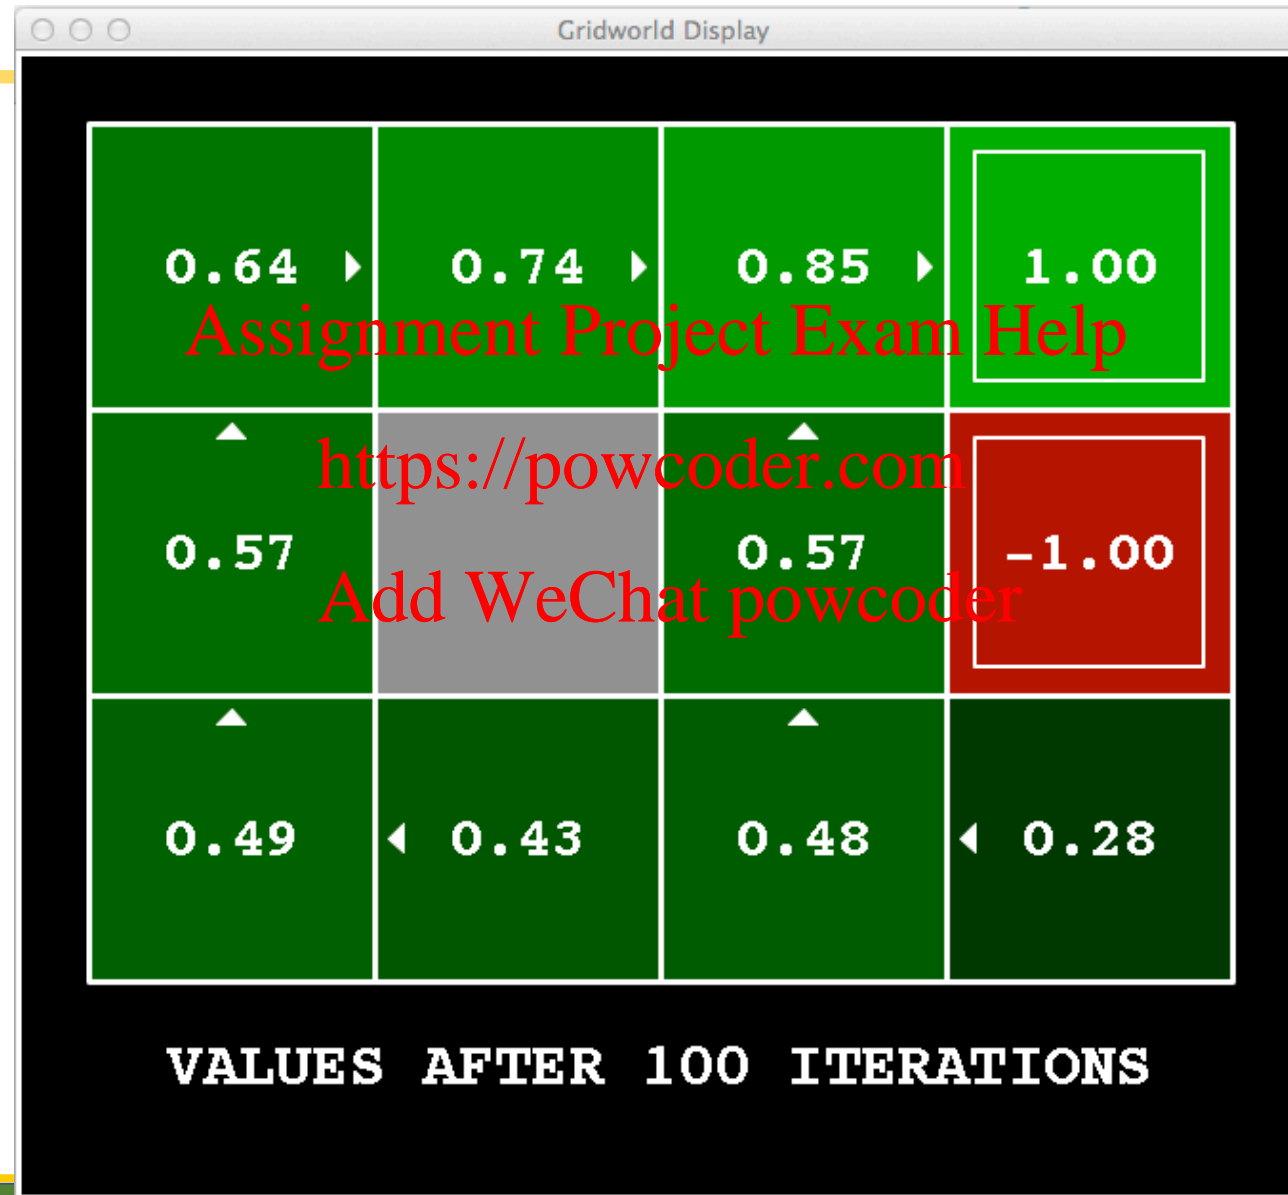 Gridworld Display
0.64 0.74 0.85 1.00
Assignment Project Exam Help
https://powcoder.com
0.57 0.57 -1.00
Add WeChat powcoder
0.49 0.43 0.48 0.28
VALUES AFTER 100 ITERATIONS